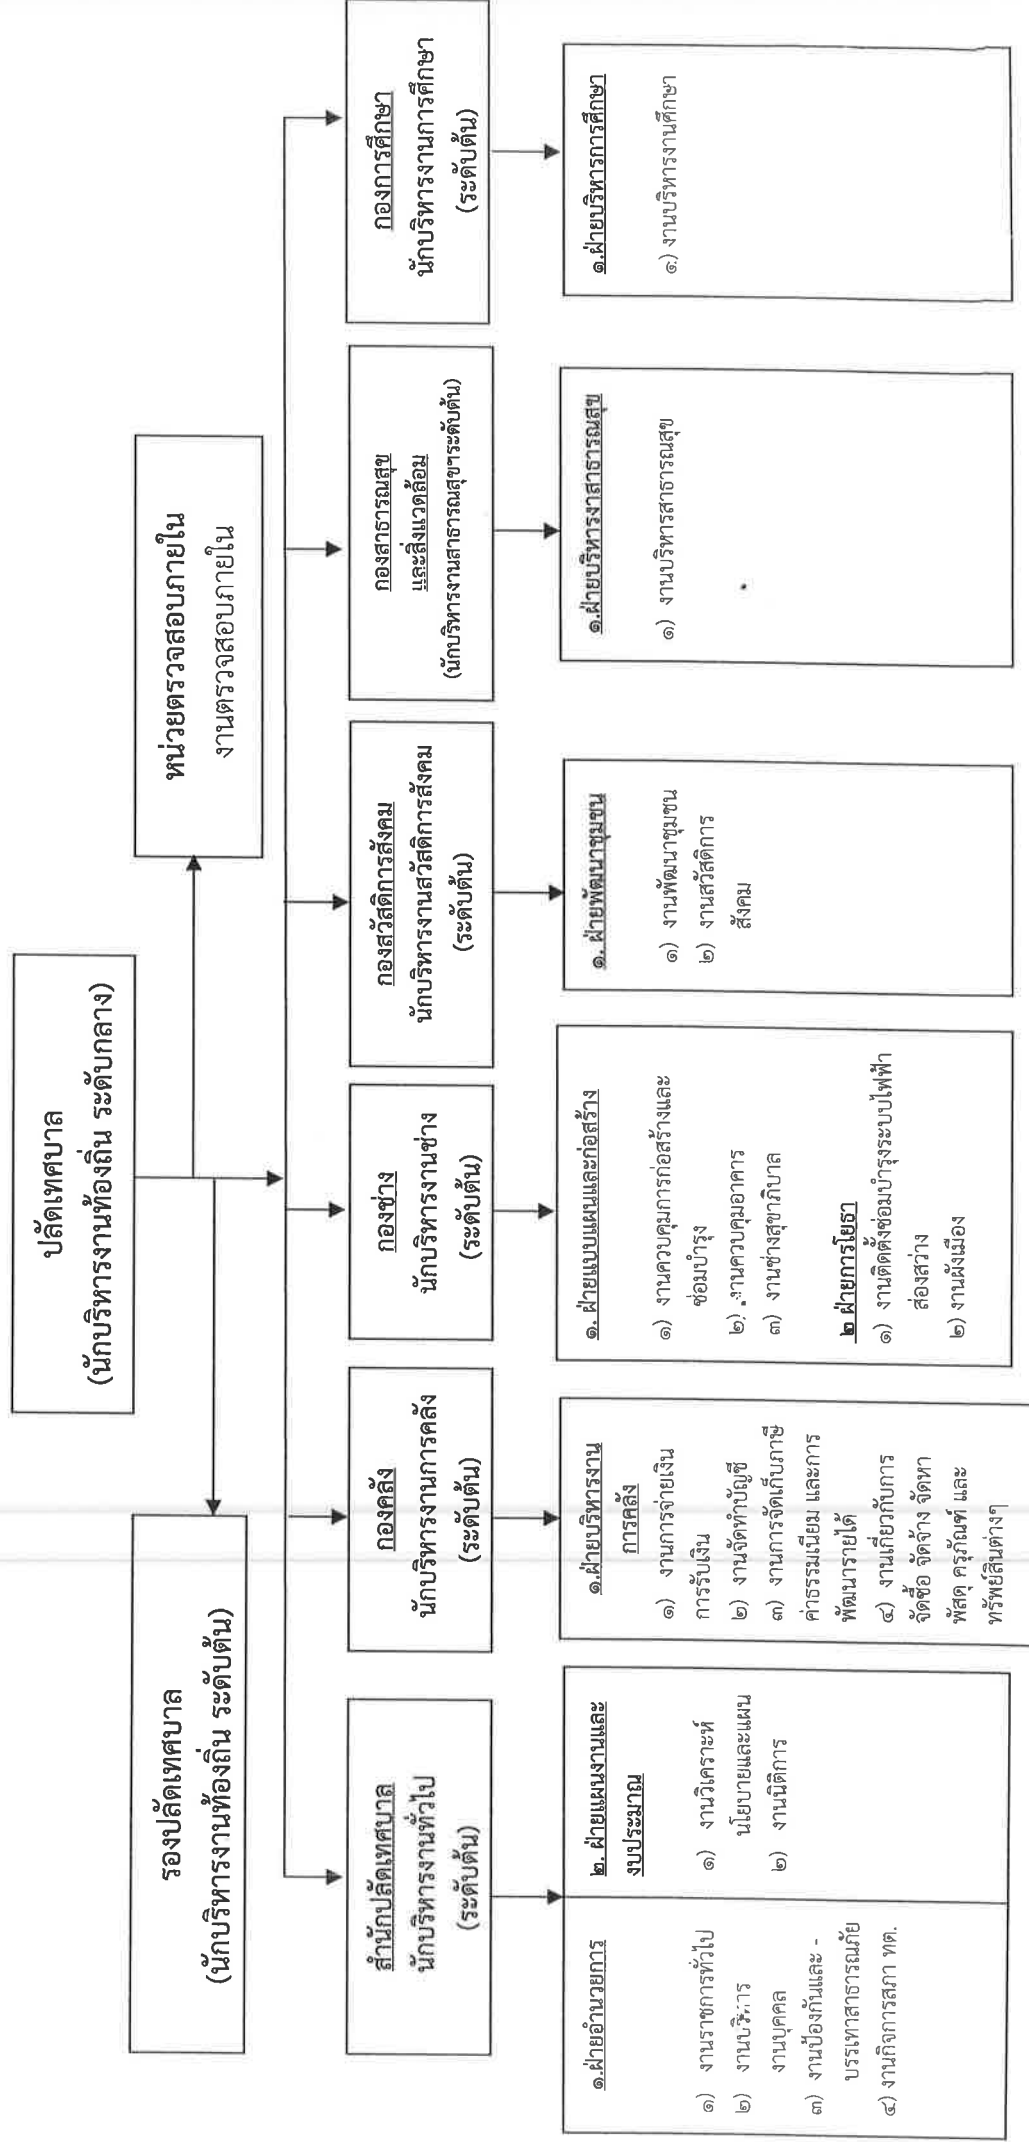 ปลัดเทศบาล
(นักบริหารงานท้องถิ่น ระดับกลาง)
รองปลัดเทศบาล
(นักบริหารงานท้องถิ่น ระดับต้น)
หน่วยตรวจสอบภายใน
งานตรวจสอบภายใน
สำนักปลัดเทศบาล
นักบริหารงานทั่วไป
(ระดับต้น)
กองคลัง
นักบริหารงานการคลัง
(ระดับต้น)
กองช่าง
นักบริหารงานช่าง
(ระดับต้น)
กองสวัสดิการสังคม
นักบริหารงานสวัสดิการสังคม
(ระดับต้น)
กองสาธารณสุข
และสิ่งแวดล้อม
(นักบริหารงานสาธารณสุขฯระดับต้น)
กองการศึกษา
นักบริหารงานการศึกษา
(ระดับต้น)
๑.ฝ่ายอำนวยการ
๑) งานราชการทั่วไป
๒) งานบริหาร
งานบุคคล
๓) งานป้องกันและ -
บรรเทาสาธารณภัย
๔) งานกิจการสภา ทต.
๒. ฝ่ายแผนงานและ
งบประมาณ
๑) งานวิเคราะห์
นโยบายและแผน
๒) งานนิติการ
๑.ฝ่ายบริหารงาน
การคลัง
๑) งานการจ่ายเงิน
การรับเงิน
๒) งานจัดทำบัญชี
๓) งานการจัดเก็บภาษี
ค่าธรรมเนียม และการ
พัฒนารายได้
๔) งานเกี่ยวกับการ
จัดซื้อ จัดจ้าง จัดหา
พัสดุ ครุภัณฑ์ และ
ทรัพย์สินต่างๆ
๑. ฝ่ายแบบแผนและก่อสร้าง
๑) งานควบคุมการก่อสร้างและ
ซ่อมบำรุง
๒) งานควบคุมอาคาร
๓) งานช่างสุขาภิบาล
๒ ฝ่ายการโยธา
๑) งานติดตั้งซ่อมบำรุงระบบไฟฟ้า
ส่องสว่าง
๒) งานผังเมือง
๑. ฝ่ายพัฒนาชุมชน
๑) งานพัฒนาชุมชน
๒) งานสวัสดิการ
สังคม
๑.ฝ่ายบริหารงาสาธารณสุข
๑) งานบริหารสาธารณสุข
๑.ฝ่ายบริหารการศึกษา
๑) งานบริหารงานศึกษา